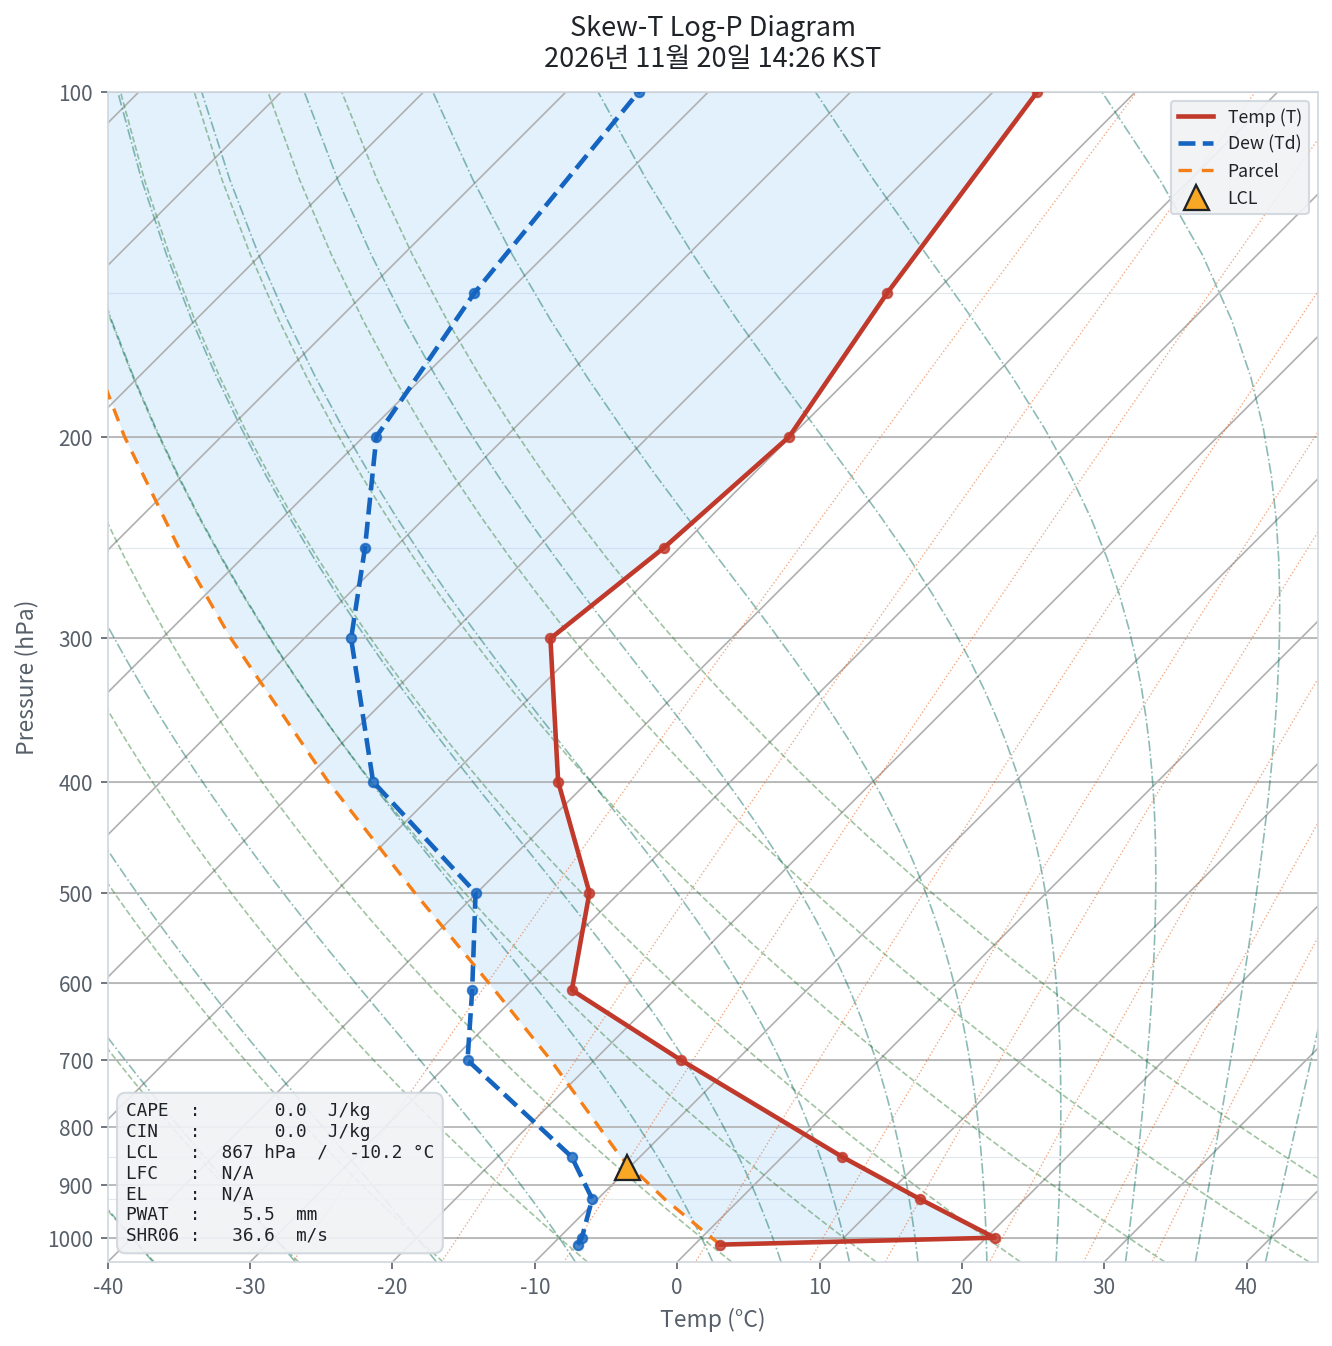 Skew-T Log-P Diagram
2026년 11월 20일 14:26 KST
Temp (T)
Dew (Td)
Parcel
LCL
Pressure (hPa)
100
200
300
400
500
600
700
800
900
1000
CAPE : 0.0 J/kg
CIN : 0.0 J/kg
LCL : 867 hPa / -10.2 °C
LFC : N/A
EL : N/A
PWAT : 5.5 mm
SHR06 : 36.6 m/s
-40 -30 -20 -10 0 10 20 30 40
Temp (°C)